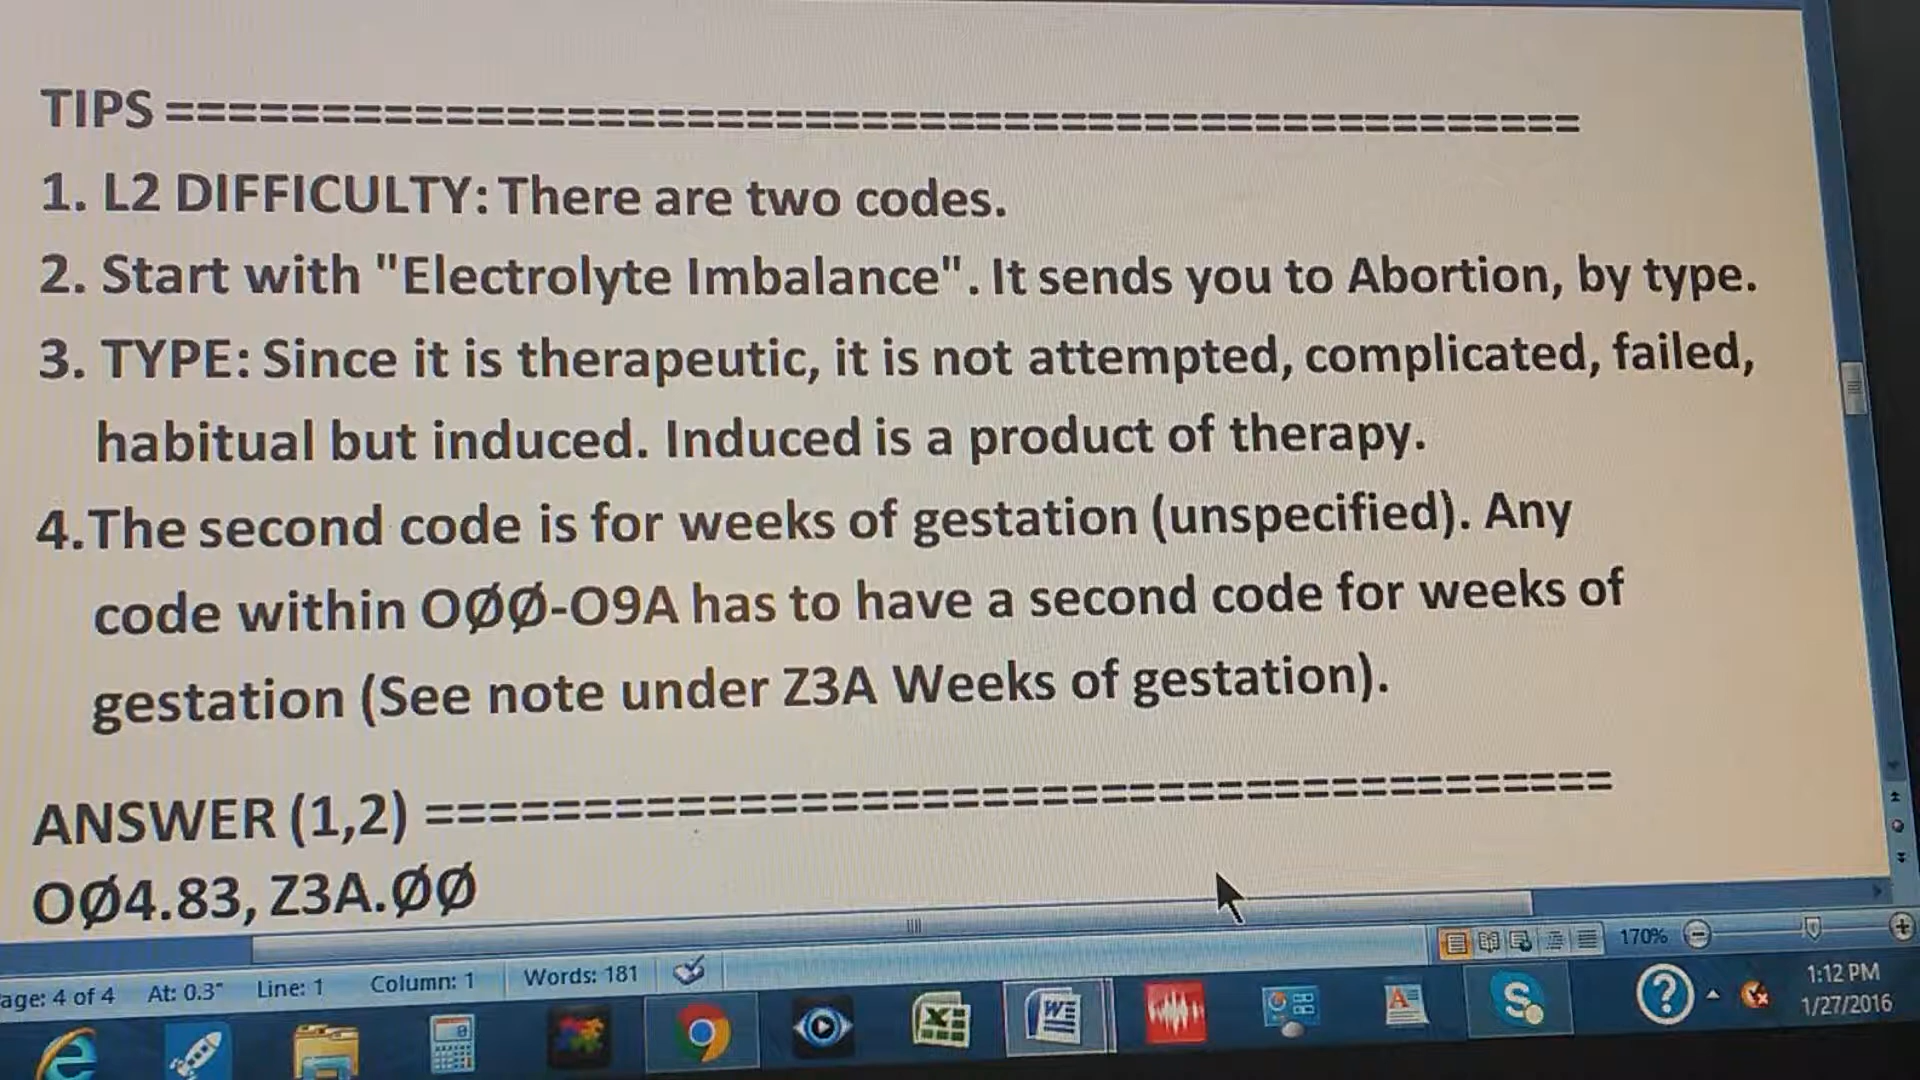 TIPS =================================================
1. L2 DIFFICULTY: There are two codes.
2. Start with "Electrolyte Imbalance". It sends you to Abortion, by type.
3. TYPE: Since it is therapeutic, it is not attempted, complicated, failed,
habitual but induced. Induced is a product of therapy.
4.The second code is for weeks of gestation (unspecified). Any
code within OØØ-O9A has to have a second code for weeks of
gestation (See note under Z3A Weeks of gestation).
ANSWER (1,2) =========================================
OØ4.83, Z3A.ØØ
170%
age: 4 of 4 At: 0.3" Line: 1 Column: 1 Words: 181
1:12 PM
1/27/2016